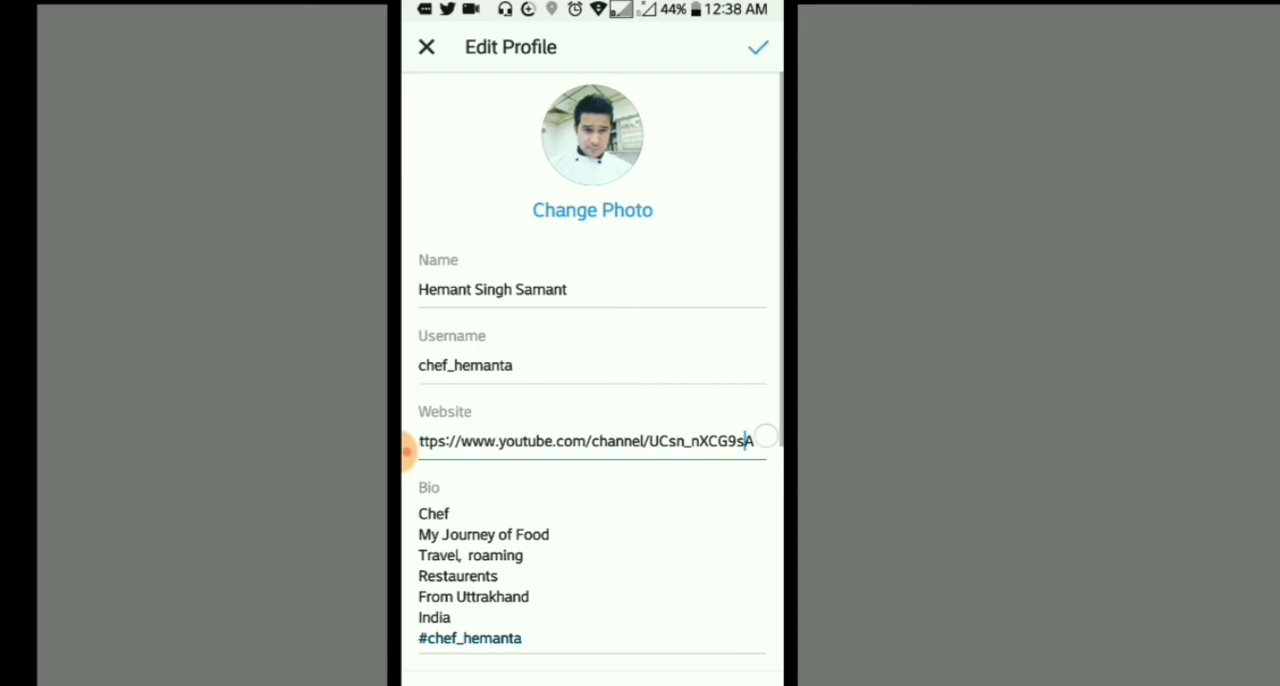 44% 12:38 AM
Edit Profile
Change Photo
Name
Hemant Singh Samant
Username
chef_hemanta
Website
ttps://www.youtube.com/channel/UCsn_nXCG9sA
Bio
Chef
My Journey of Food
Travel, roaming
Restaurents
From Uttrakhand
India
#chef_hemanta